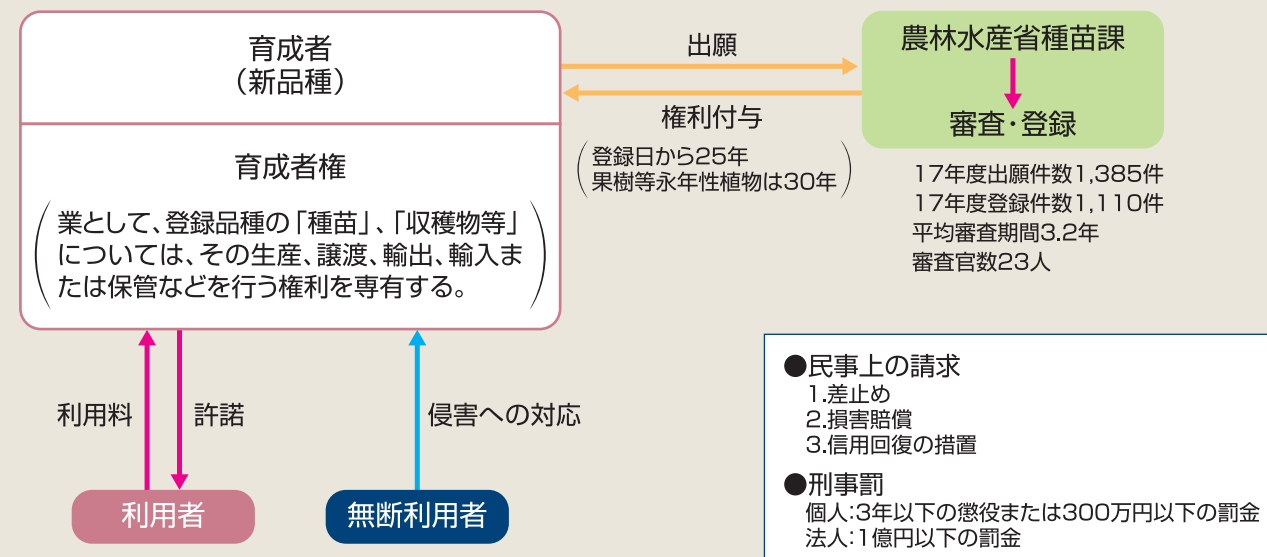 育成者
（新品種）
出願
農林水産省種苗課
権利付与
審査・登録
登録日から25年
果樹等永年性植物は30年
育成者権
業として、登録品種の「種苗」、「収穫物等」
については、その生産、譲渡、輸出、輸入ま
たは保管などを行う権利を専有する。
17年度出願件数1,385件
17年度登録件数1,110件
平均審査期間3.2年
審査官数23人
利用料
許諾
侵害への対応
利用者
無断利用者
●民事上の請求
1.差止め
2.損害賠償
3.信用回復の措置
●刑事罰
個人:3年以下の懲役または300万円以下の罰金
法人:1億円以下の罰金